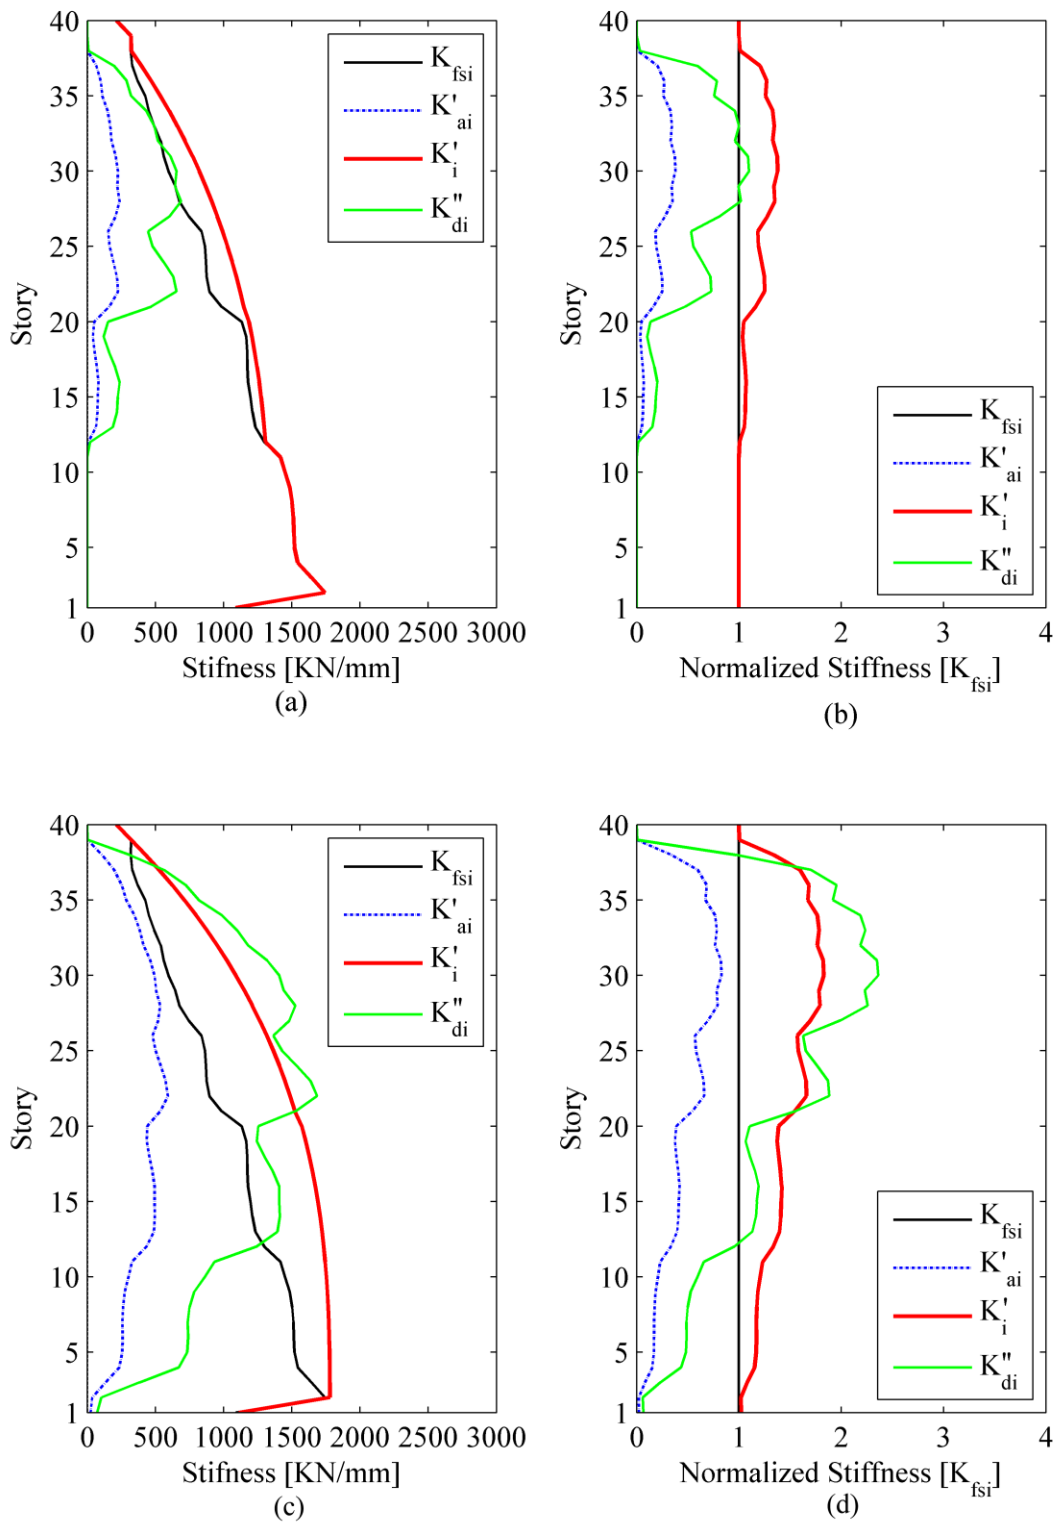 40
35
30
25
20
15
10
5
1
Story
0 500 1000 1500 2000 2500 3000
Stifness [KN/mm]
(a)
K_fsi
K'_ai
K'_i
K"_di
40
35
30
25
20
15
10
5
1
Story
0 1 2 3 4
Normalized Stiffness [K_fsi]
(b)
K_fsi
K'_ai
K'_i
K"_di
40
35
30
25
20
15
10
5
1
Story
0 500 1000 1500 2000 2500 3000
Stifness [KN/mm]
(c)
K_fsi
K'_ai
K'_i
K"_di
40
35
30
25
20
15
10
5
1
Story
0 1 2 3 4
Normalized Stiffness [K_fsi]
(d)
K_fsi
K'_ai
K'_i
K"_di